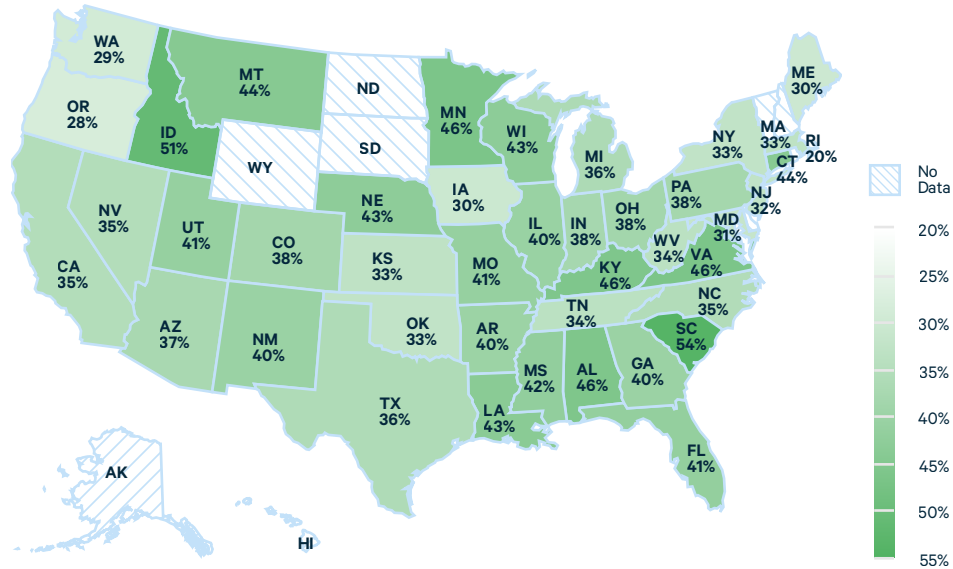 WA
29%
OR
28%
ID
51%
MT
44%
ND
SD
WY
MN
46%
WI
43%
MI
36%
ME
30%
NY
33%
MA
33%
RI
20%
CT
44%
NJ
32%
PA
38%
MD
31%
NV
35%
UT
41%
CO
38%
NE
43%
KS
33%
IA
30%
IL
40%
IN
38%
OH
38%
WV
34%
VA
46%
KY
46%
MO
41%
CA
35%
AZ
37%
NM
40%
OK
33%
AR
40%
TN
34%
NC
35%
SC
54%
TX
36%
LA
43%
MS
42%
AL
46%
GA
40%
FL
41%
AK
HI
No
Data
20%
25%
30%
35%
40%
45%
50%
55%